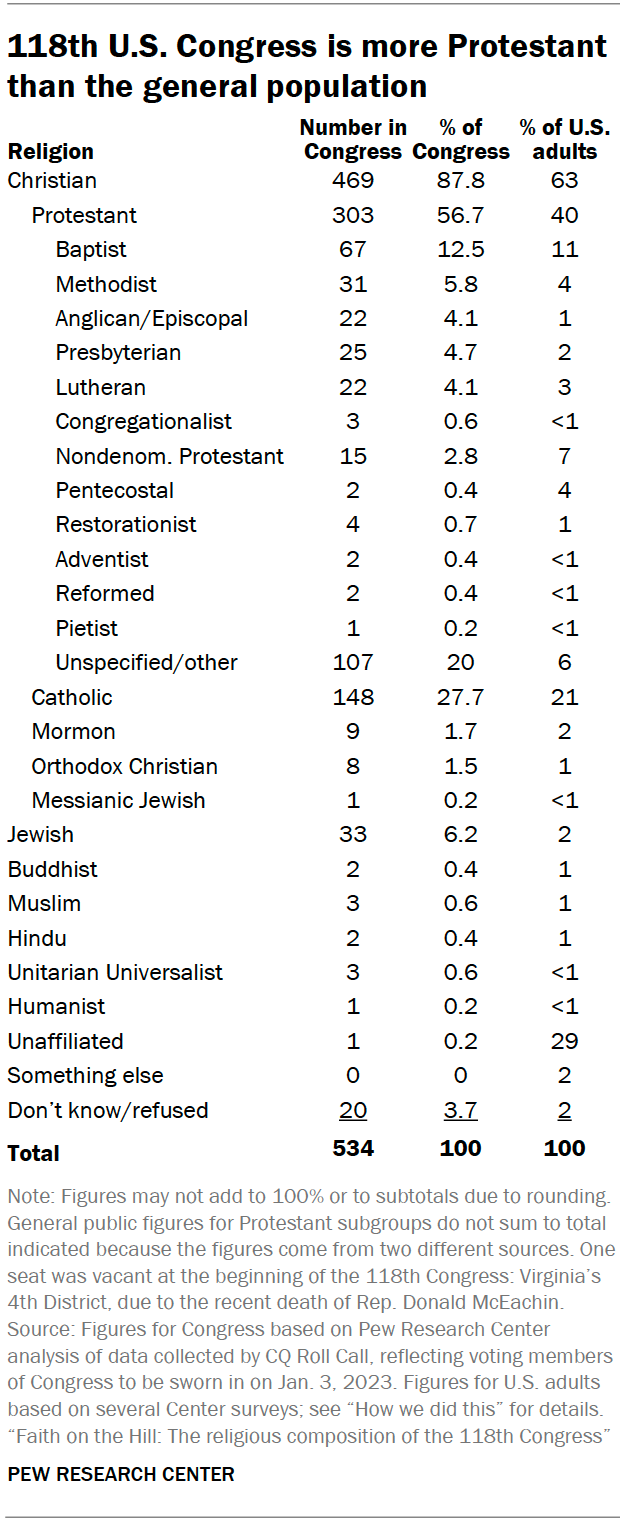 118th U.S. Congress is more Protestant
than the general population
Number in % of % of U.S.
Religion Congress Congress adults
Christian 469 87.8 63
Protestant 303 56.7 40
Baptist 67 12.5 11
Methodist 31 5.8 4
Anglican/Episcopal 22 4.1 1
Presbyterian 25 4.7 2
Lutheran 22 4.1 3
Congregationalist 3 0.6 <1
Nondenom. Protestant 15 2.8 7
Pentecostal 2 0.4 4
Restorationist 4 0.7 1
Adventist 2 0.4 <1
Reformed 2 0.4 <1
Pietist 1 0.2 <1
Unspecified/other 107 20 6
Catholic 148 27.7 21
Mormon 9 1.7 2
Orthodox Christian 8 1.5 1
Messianic Jewish 1 0.2 <1
Jewish 33 6.2 2
Buddhist 2 0.4 1
Muslim 3 0.6 1
Hindu 2 0.4 1
Unitarian Universalist 3 0.6 <1
Humanist 1 0.2 <1
Unaffiliated 1 0.2 29
Something else 0 0 2
Don’t know/refused 20 3.7 2
Total 534 100 100
Note: Figures may not add to 100% or to subtotals due to rounding.
General public figures for Protestant subgroups do not sum to total
indicated because the figures come from two different sources. One
seat was vacant at the beginning of the 118th Congress: Virginia’s
4th District, due to the recent death of Rep. Donald McEachin.
Source: Figures for Congress based on Pew Research Center
analysis of data collected by CQ Roll Call, reflecting voting members
of Congress to be sworn in on Jan. 3, 2023. Figures for U.S. adults
based on several Center surveys; see “How we did this” for details.
“Faith on the Hill: The religious composition of the 118th Congress”
PEW RESEARCH CENTER